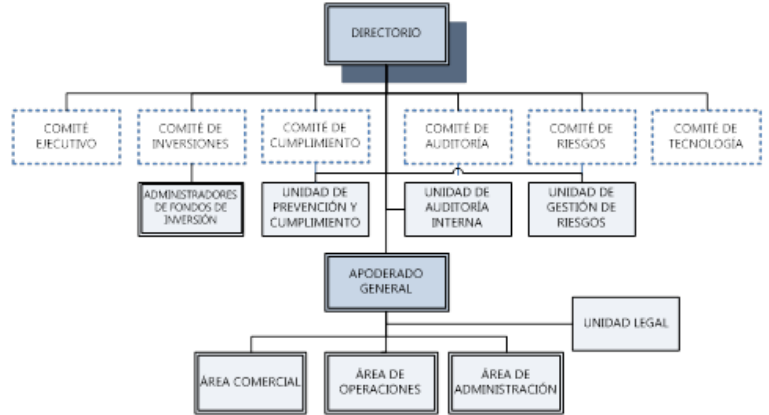 DIRECTORIO
COMITÉ
EJECUTIVO
COMITÉ DE
INVERSIONES
COMITÉ DE
CUMPLIMIENTO
COMITÉ DE
AUDITORÍA
COMITÉ DE
RIESGOS
COMITÉ DE
TECNOLOGIA
ADMINISTRADORES
DE FONDOS DE
INVERSIÓN
UNIDAD DE
PREVENCIÓN Y
CUMPLIMIENTO
UNIDAD DE
AUDITORÍA
INTERNA
UNIDAD DE
GESTIÓN DE
RIESGOS
APODERADO
GENERAL
UNIDAD LEGAL
ÁREA COMERCIAL
ÁREA DE
OPERACIONES
ÁREA DE
ADMINISTRACIÓN